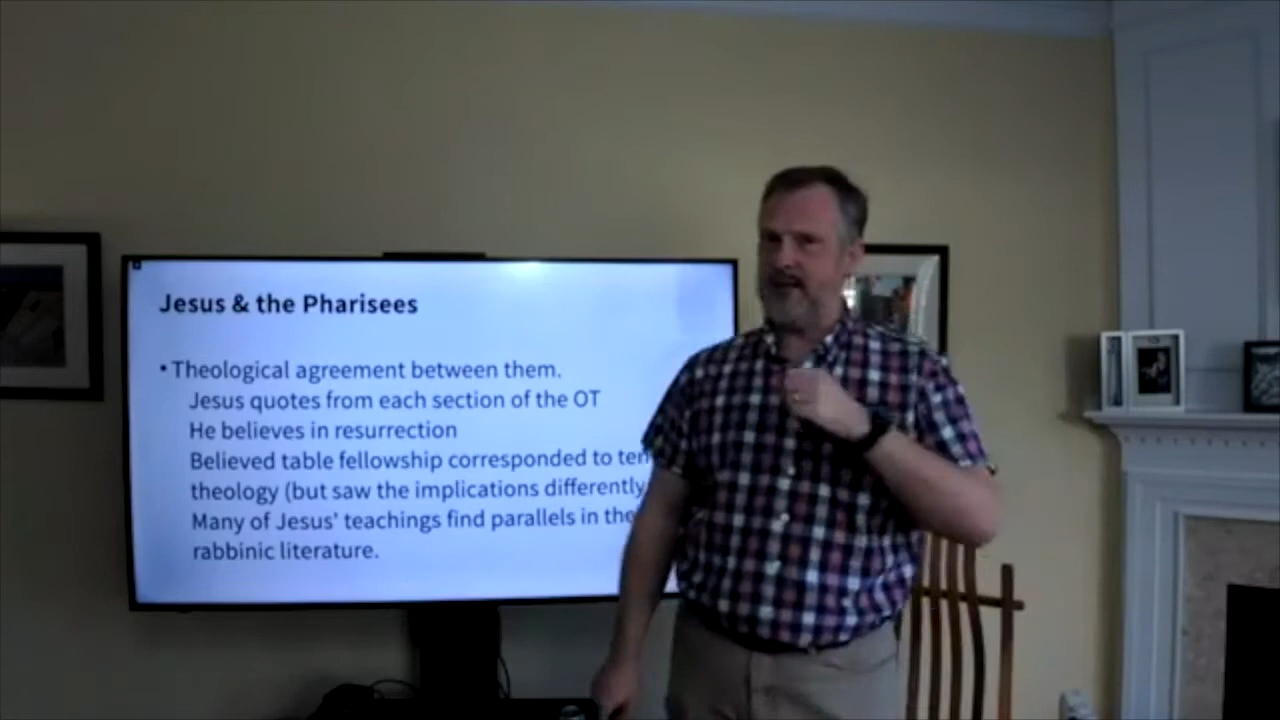 Jesus & the Pharisees
• Theological agreement between them.
Jesus quotes from each section of the OT
He believes in resurrection
Believed table fellowship corresponded to
theology (but saw the implications differently
Many of Jesus' teachings find parallels in the
rabbinic literature.